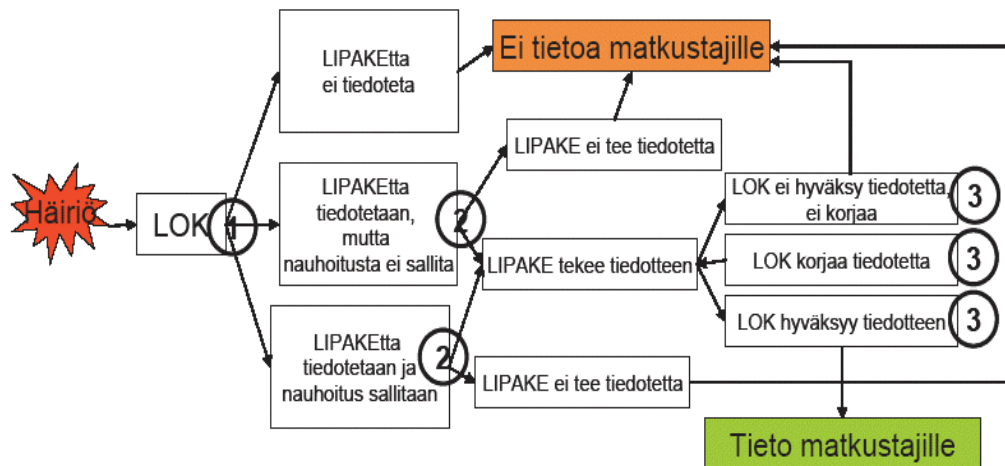 LIPAKEtta
ei tiedoteta
Ei tietoa matkustajille
LIPAKE ei tee tiedotetta
Häiriö
LOK
1
LIPAKEtta
tiedotetaan,
mutta
nauhoitusta ei sallita
2
LIPAKE tekee tiedotteen
LOK ei hyväksy tiedotetta,
ei korjaa
3
LOK korjaa tiedotetta
3
LOK hyväksyy tiedotteen
3
LIPAKEtta
tiedotetaan ja
nauhoitus sallitaan
2
LIPAKE ei tee tiedotetta
Tieto matkustajille